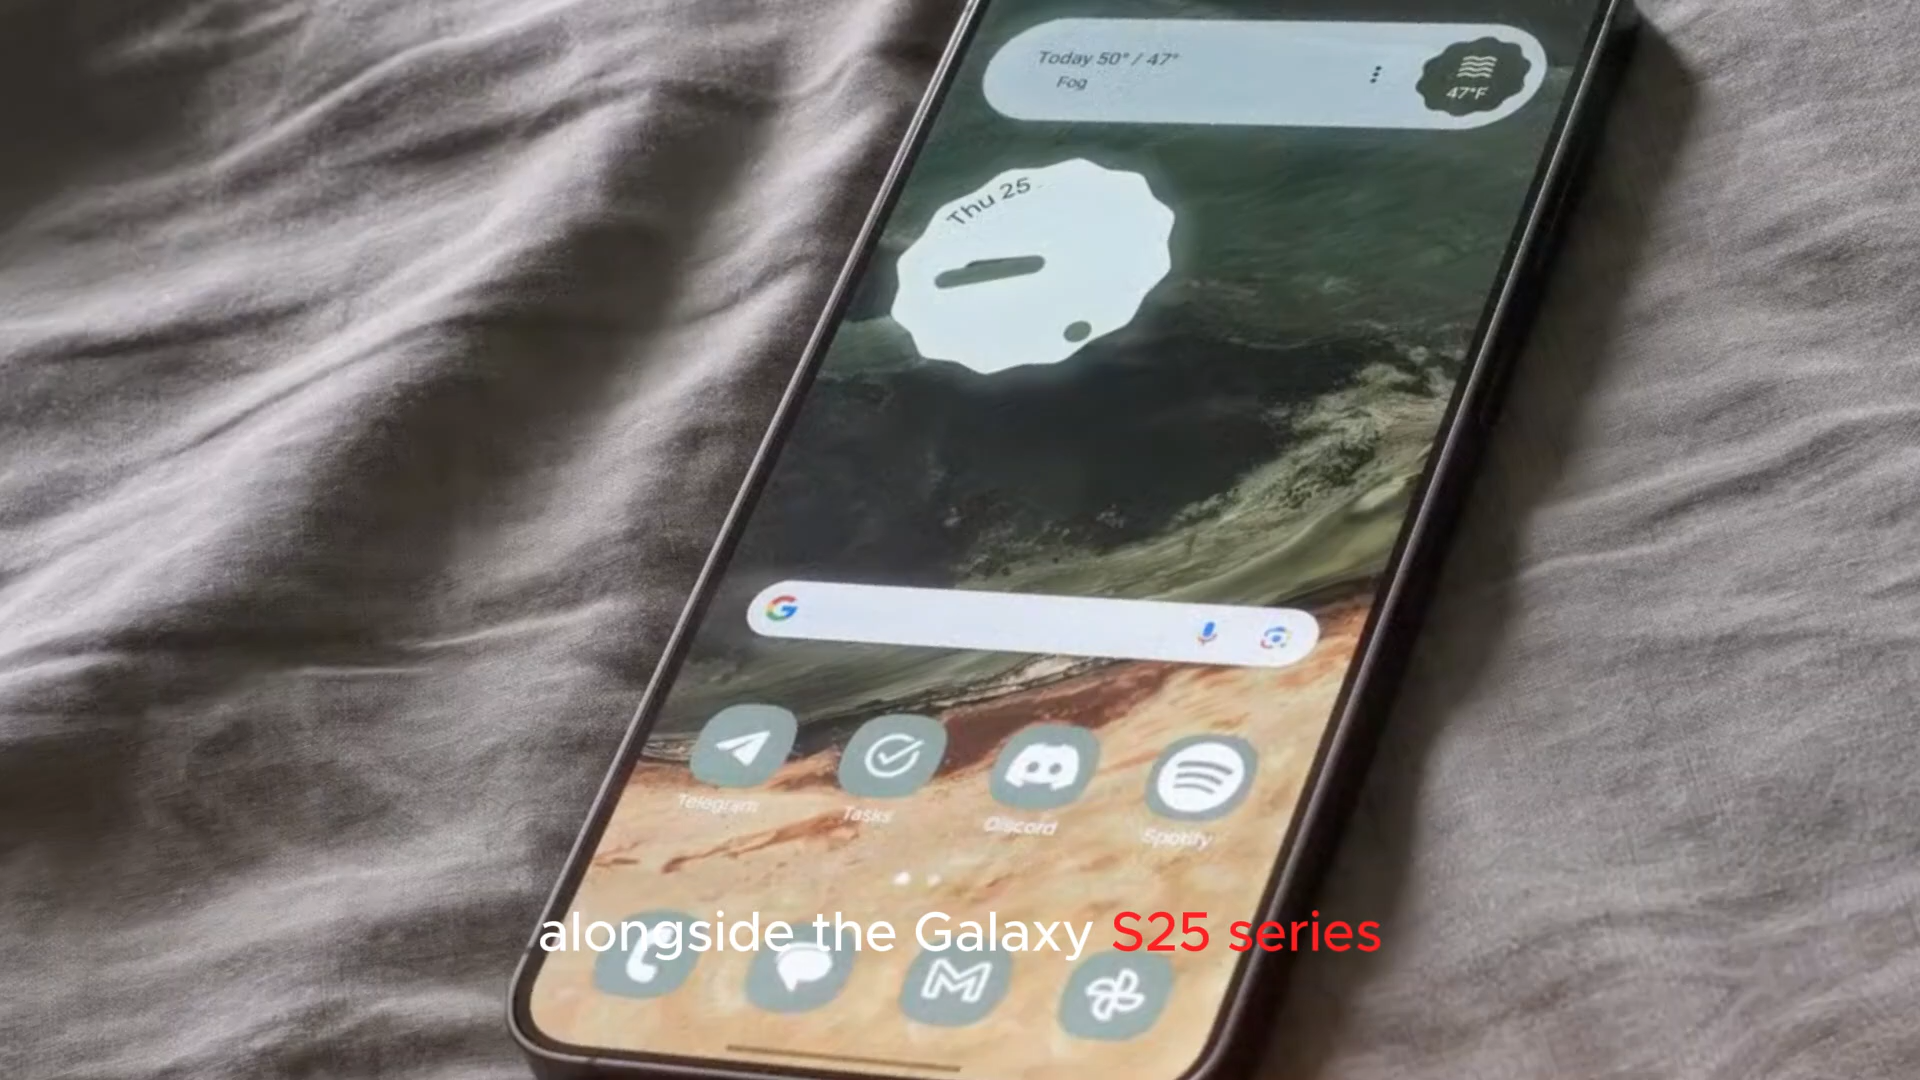 Today 50° / 47°
Fog
47°F
Thu 25
Telegram
Tasks
Discord
Spotify
alongside the Galaxy S25 series